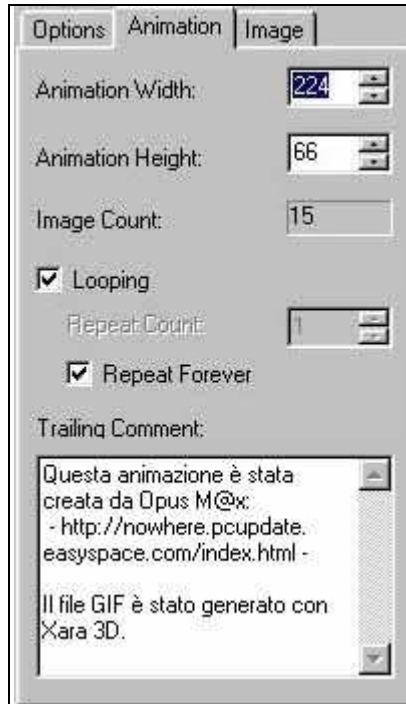 Options Animation Image
Animation Width: 224
Animation Height: 66
Image Count: 15
Looping
Repeat Count: 1
Repeat Forever
Trailing Comment:
Questa animazione è stata
creata da Opus M@x:
- http://nowhere.pcupdate.
easyspace.com/index.html -
Il file GIF è stato generato con
Xara 3D.